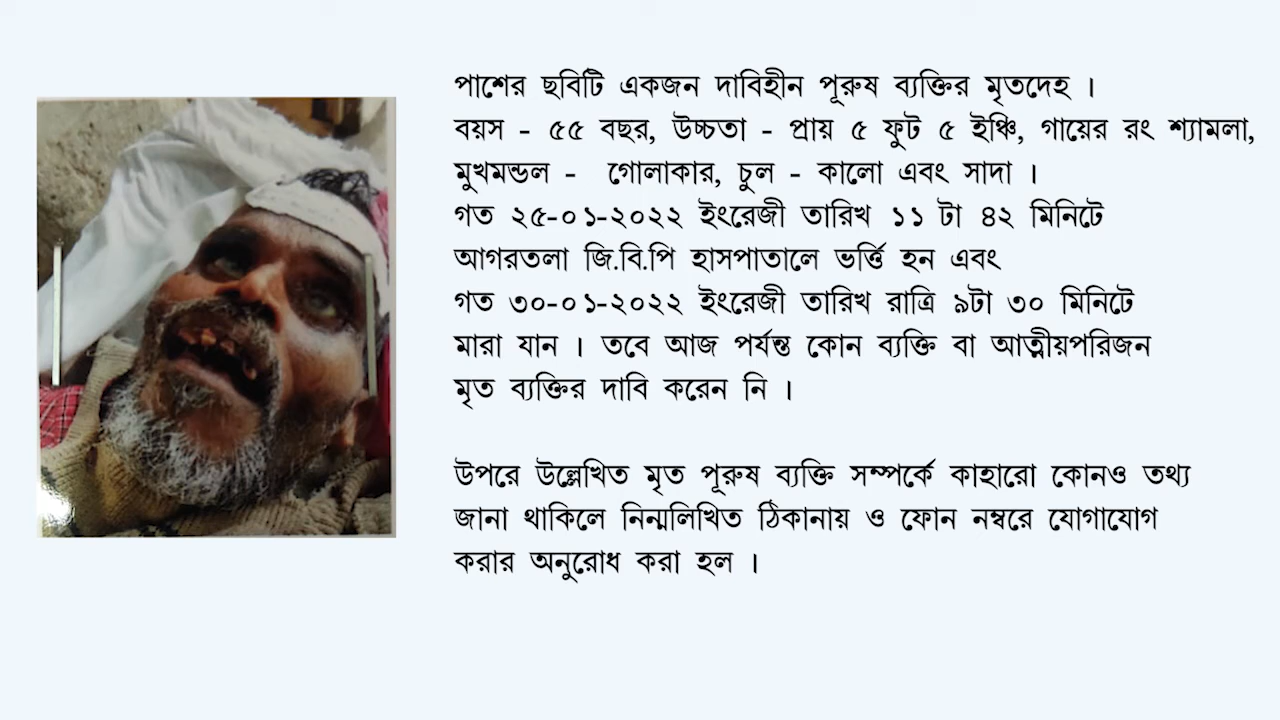 পাশের ছবিটি একজন দাবিহীন পূরুষ ব্যক্তির মৃতদেহ ।
বয়স - ৫৫ বছর, উচ্চতা - প্রায় ৫ ফুট ৫ ইঞ্চি, গায়ের রং শ্যামলা,
মুখমন্ডল - গোলাকার, চুল - কালো এবং সাদা ।
গত ২৫-০১-২০২২ ইংরেজী তারিখ ১১ টা ৪২ মিনিটে
আগরতলা জি.বি.পি হাসপাতালে ভর্ত্তি হন এবং
গত ৩০-০১-২০২২ ইংরেজী তারিখ রাত্রি ৯টা ৩০ মিনিটে
মারা যান । তবে আজ পর্যন্ত কোন ব্যক্তি বা আত্নীয়পরিজন
মৃত ব্যক্তির দাবি করেন নি ।
উপরে উল্লেখিত মৃত পূরুষ ব্যক্তি সম্পর্কে কাহারো কোনও তথ্য
জানা থাকিলে নিন্মলিখিত ঠিকানায় ও ফোন নম্বরে যোগাযোগ
করার অনুরোধ করা হল ।